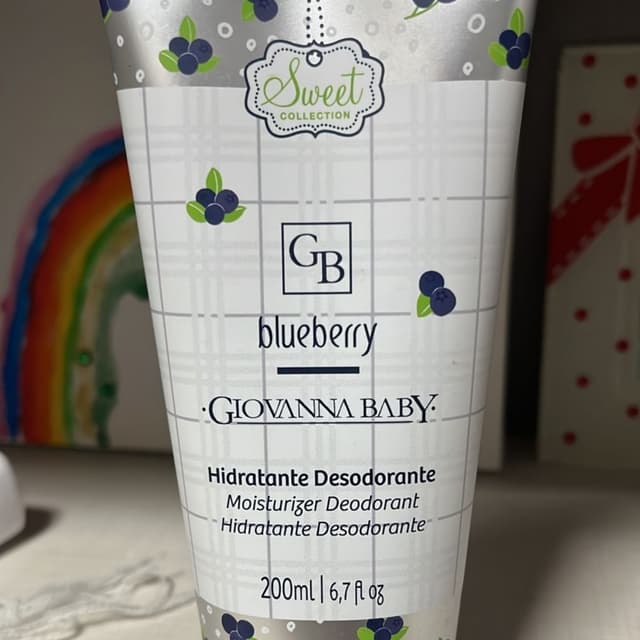 Sweet
COLLECTION
GB
blueberry
·GIOVANNA BABY·
Hidratante Desodorante
Moisturizer Deodorant
Hidratante Desodorante
200ml | 6,7 fl oz